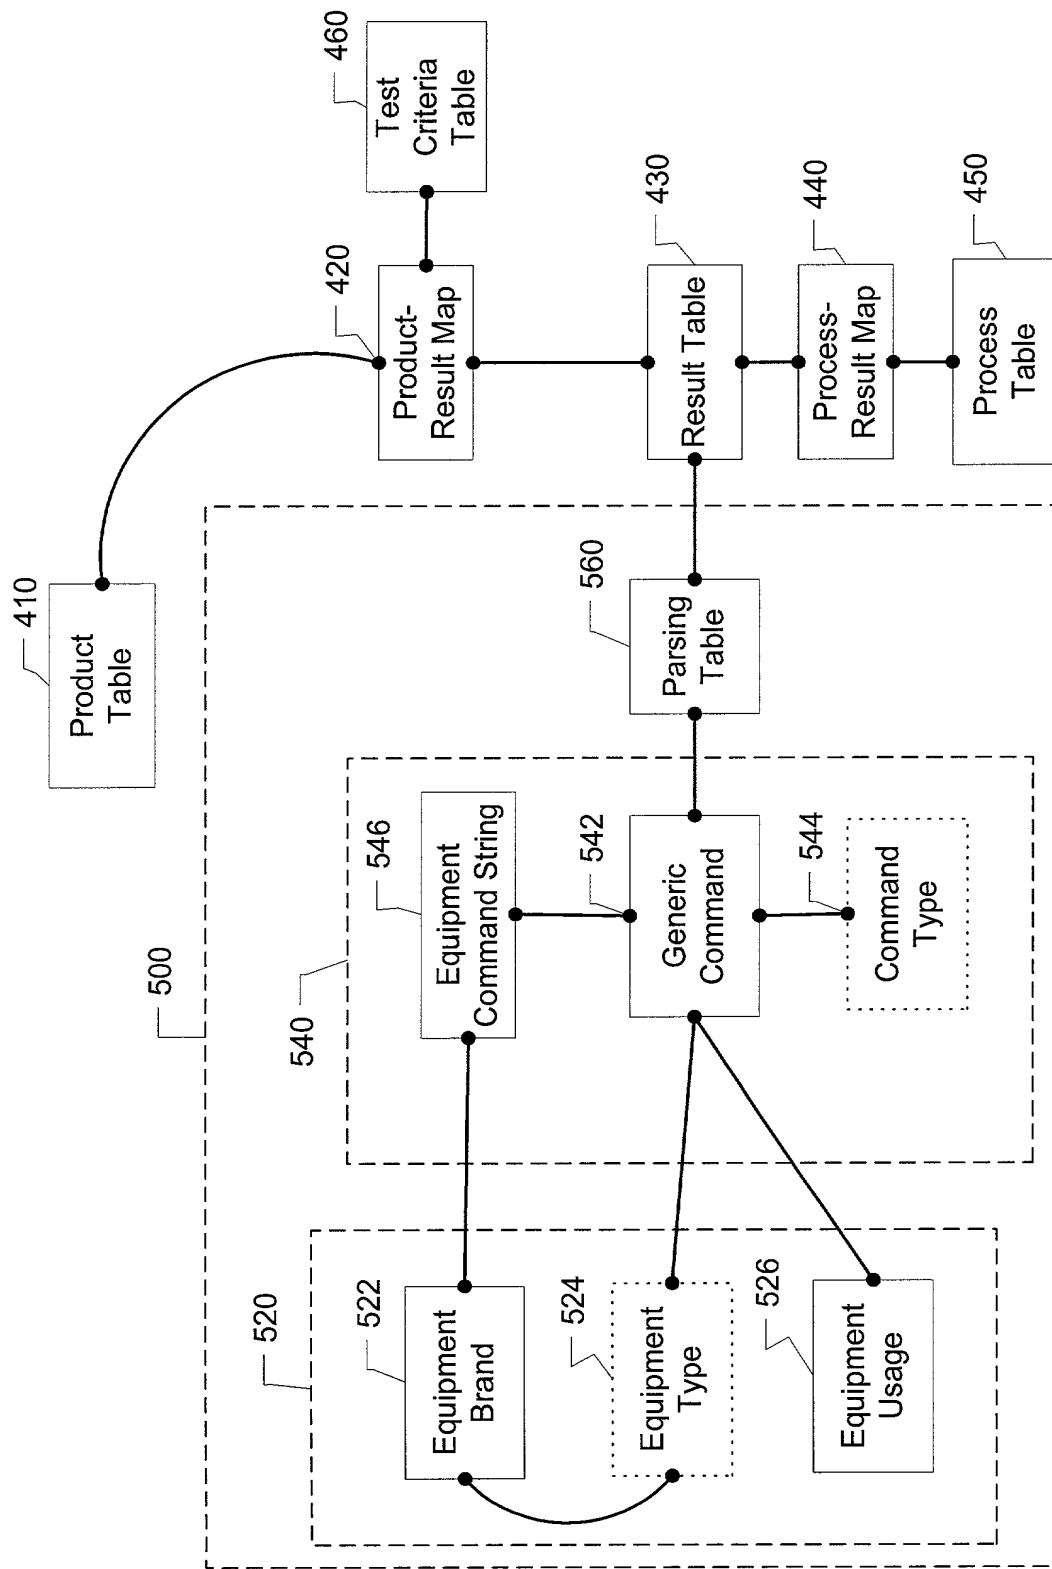 410
Product
Table
420
Product-
Result Map
460
Test
Criteria
Table
430
Result Table
440
Process-
Result Map
450
Process
Table
500
520
522
Equipment
Brand
524
Equipment
Type
526
Equipment
Usage
540
546
Equipment
Command String
542
Generic
Command
544
Command
Type
560
Parsing
Table